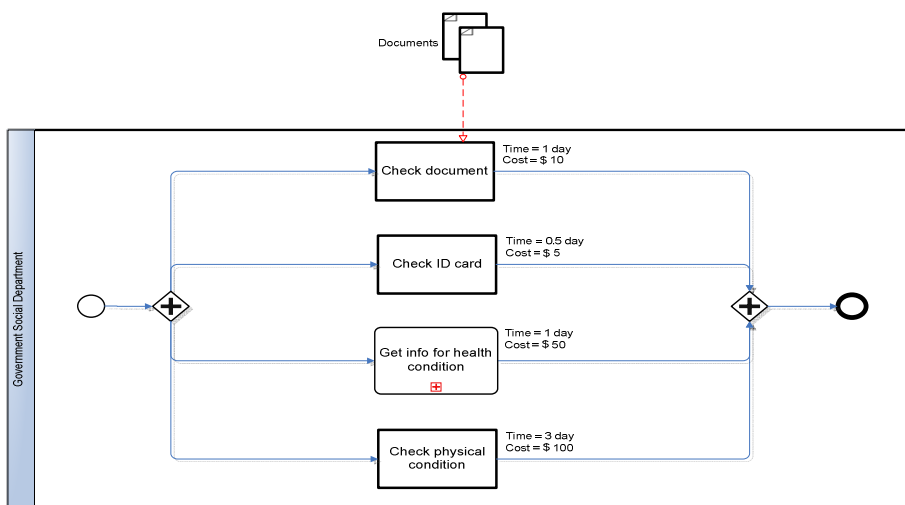 Documents
Government Social Department
Check document
Time = 1 day
Cost = $ 10
Check ID card
Time = 0.5 day
Cost = $ 5
Get info for health
condition
Time = 1 day
Cost = $ 50
Check physical
condition
Time = 3 day
Cost = $ 100